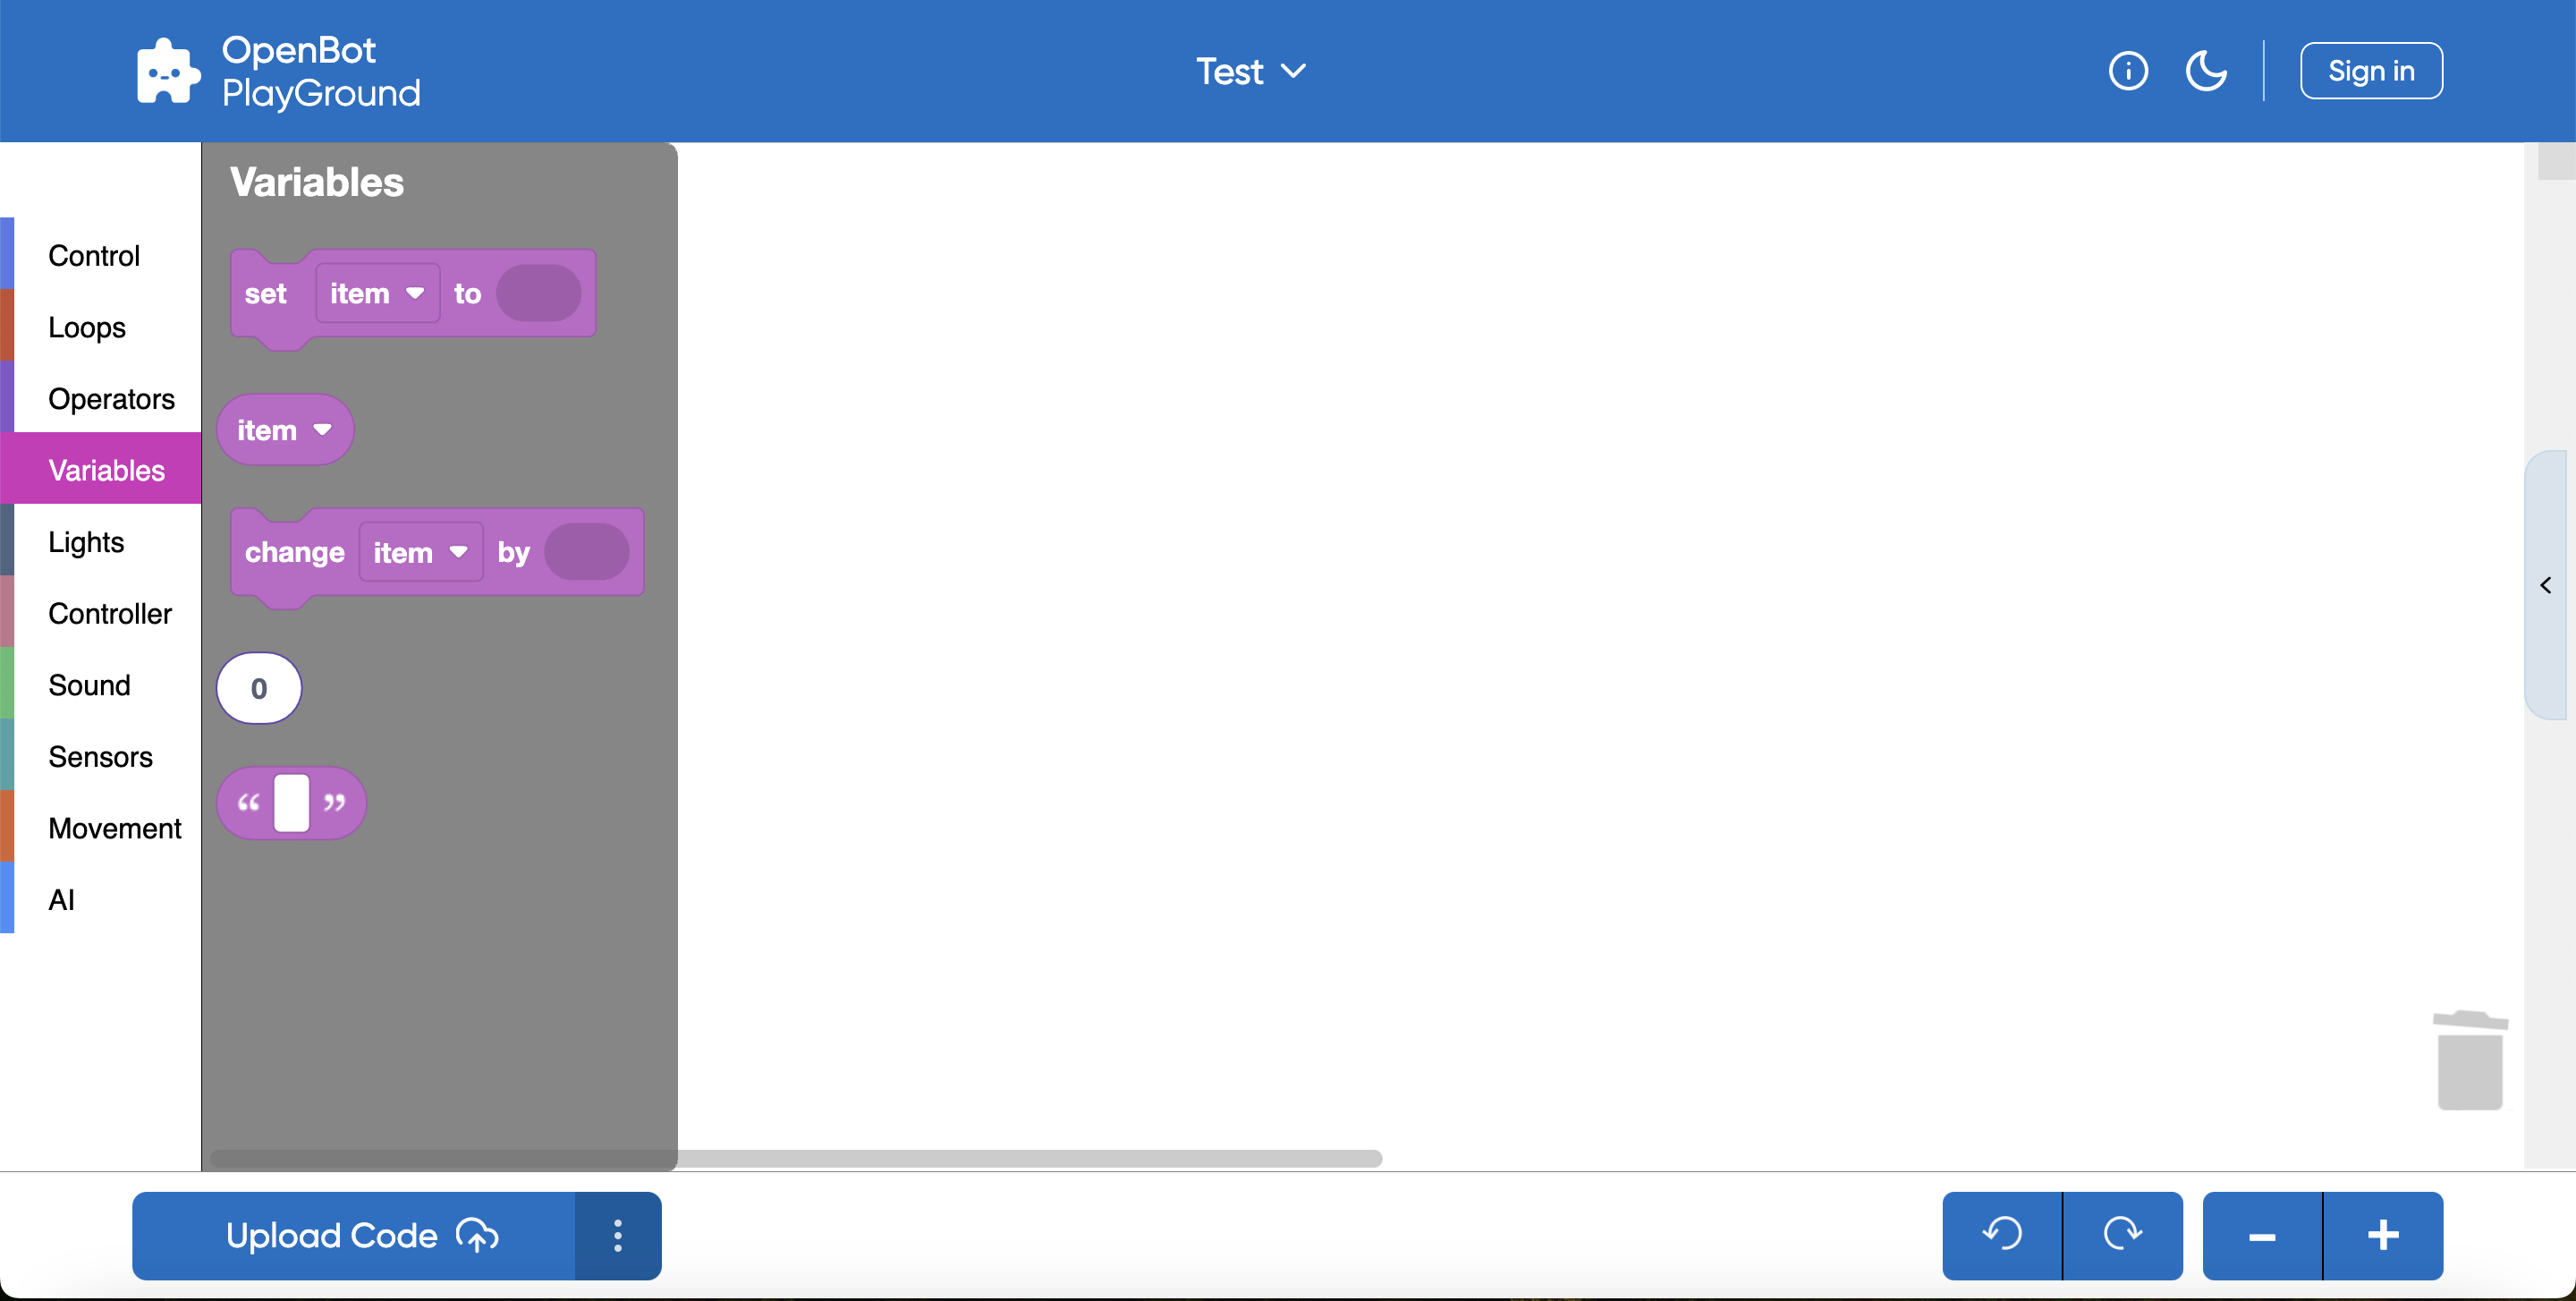 OpenBot
PlayGround
Test
Sign in
Control
Loops
Operators
Variables
Lights
Controller
Sound
Sensors
Movement
AI
Variables
set item to
item
change item by
0
“ ”
Upload Code